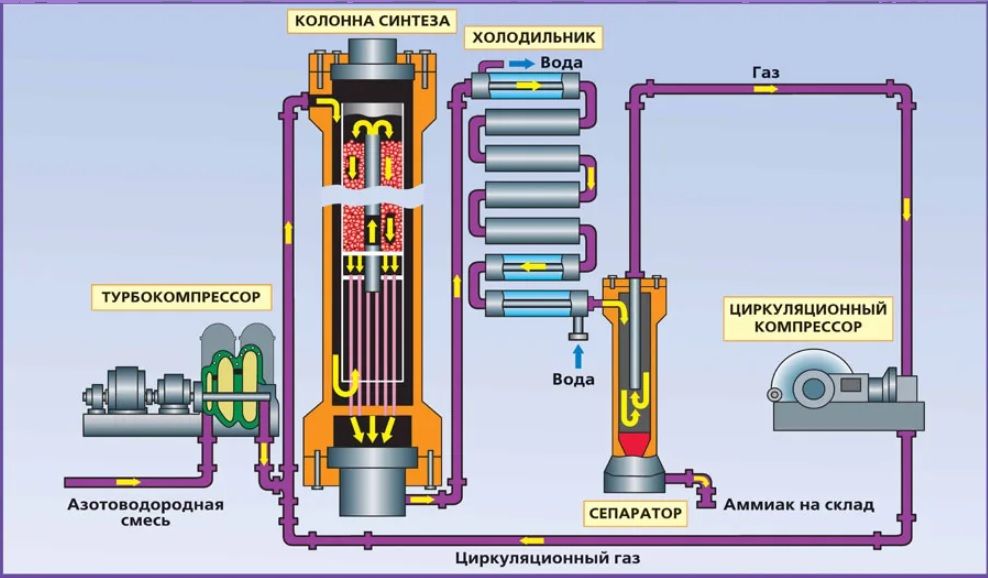 КОЛОННА СИНТЕЗА
ХОЛОДИЛЬНИК
Вода
Газ
ТУРБОКОМПРЕССОР
ЦИРКУЛЯЦИОННЫЙ
КОМПРЕССОР
Вода
Азотоводородная
смесь
СЕПАРАТОР
Аммиак на склад
Циркуляционный газ